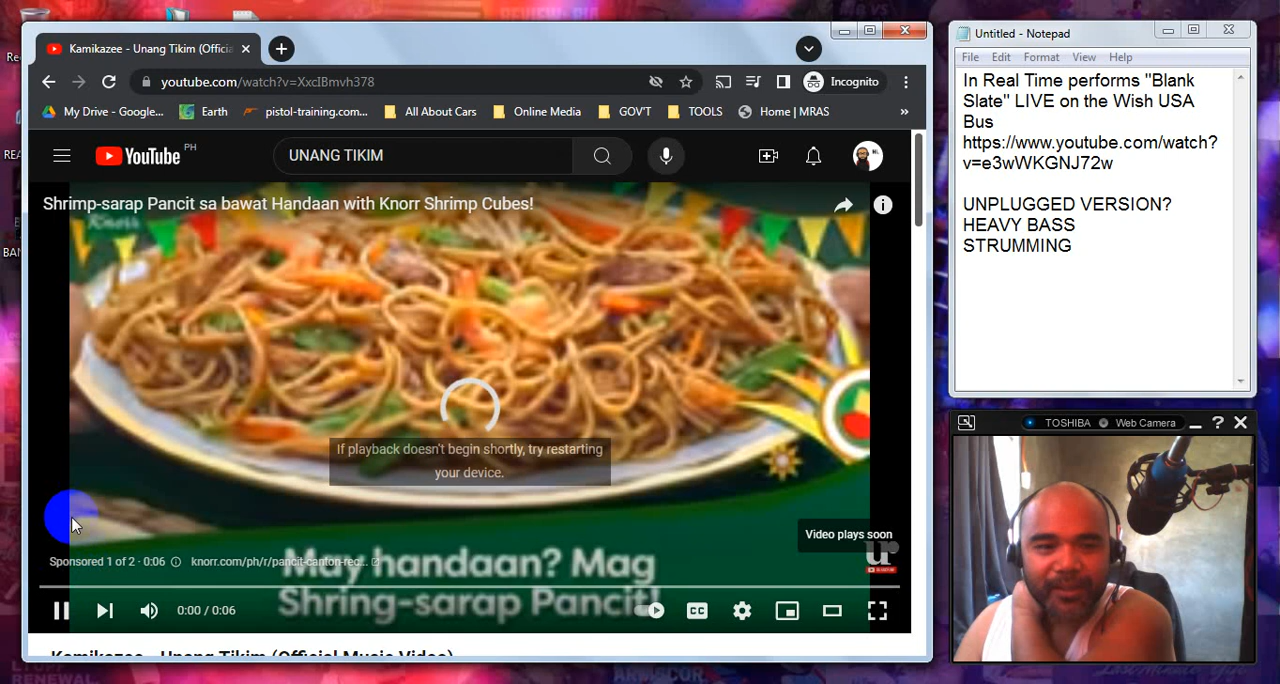 Kamikazee - Unang Tikim (Officia
youtube.com/watch?v=XxcIBmvh378
Incognito
My Drive - Google...
Earth
pistol-training.com...
All About Cars
Online Media
GOV'T
TOOLS
Home | MRAS
»
YouTube PH
UNANG TIKIM
Shrimp-sarap Pancit sa bawat Handaan with Knorr Shrimp Cubes!
If playback doesn't begin shortly, try restarting
your device.
Video plays soon
Sponsored 1 of 2 · 0:06
knorr.com/ph/r/pancit-canton-rec...
May handaan? Mag
Shring-sarap Pancit!
0:00 / 0:06
CC
Kamikazee - Unang Tikim (Official Music Video)
Untitled - Notepad
File Edit Format View Help
In Real Time performs "Blank
Slate" LIVE on the Wish USA
Bus
https://www.youtube.com/watch?
v=e3wWKGNJ72w
UNPLUGGED VERSION?
HEAVY BASS
STRUMMING
TOSHIBA Web Camera
RENEWAL